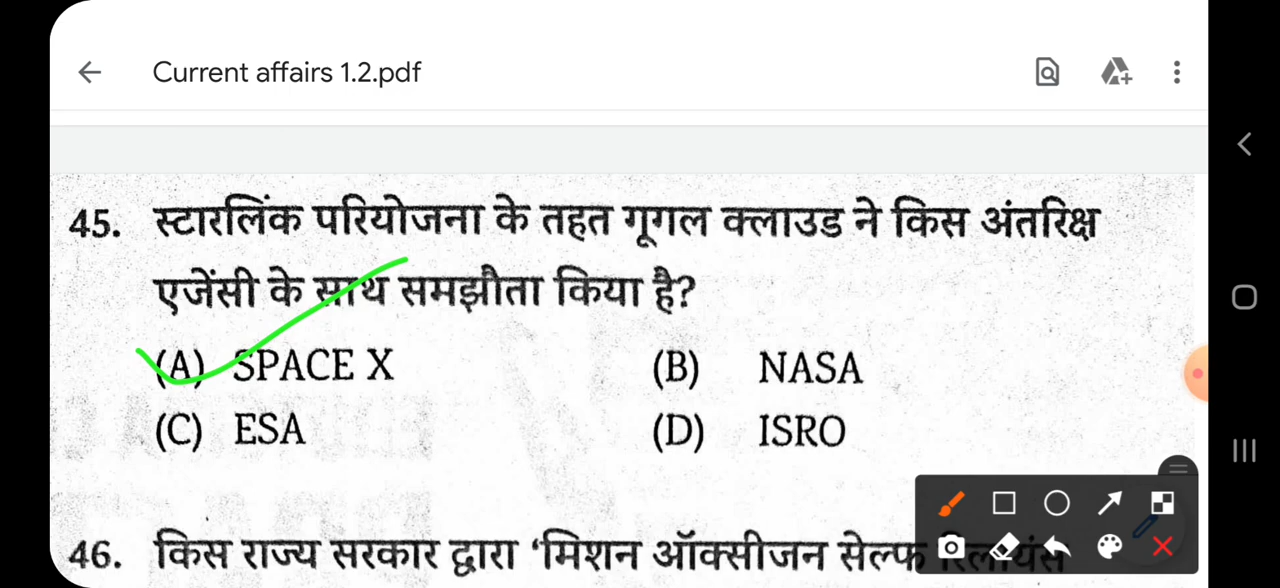 Current affairs 1.2.pdf
45. स्टारलिंक परियोजना के तहत गूगल क्लाउड ने किस अंतरिक्ष
एजेंसी के साथ समझौता किया है?
(A) SPACE X (B) NASA
(C) ESA (D) ISRO
46. किस राज्य सरकार द्वारा ‘मिशन ऑक्सीजन सेल्फ रिलायंस